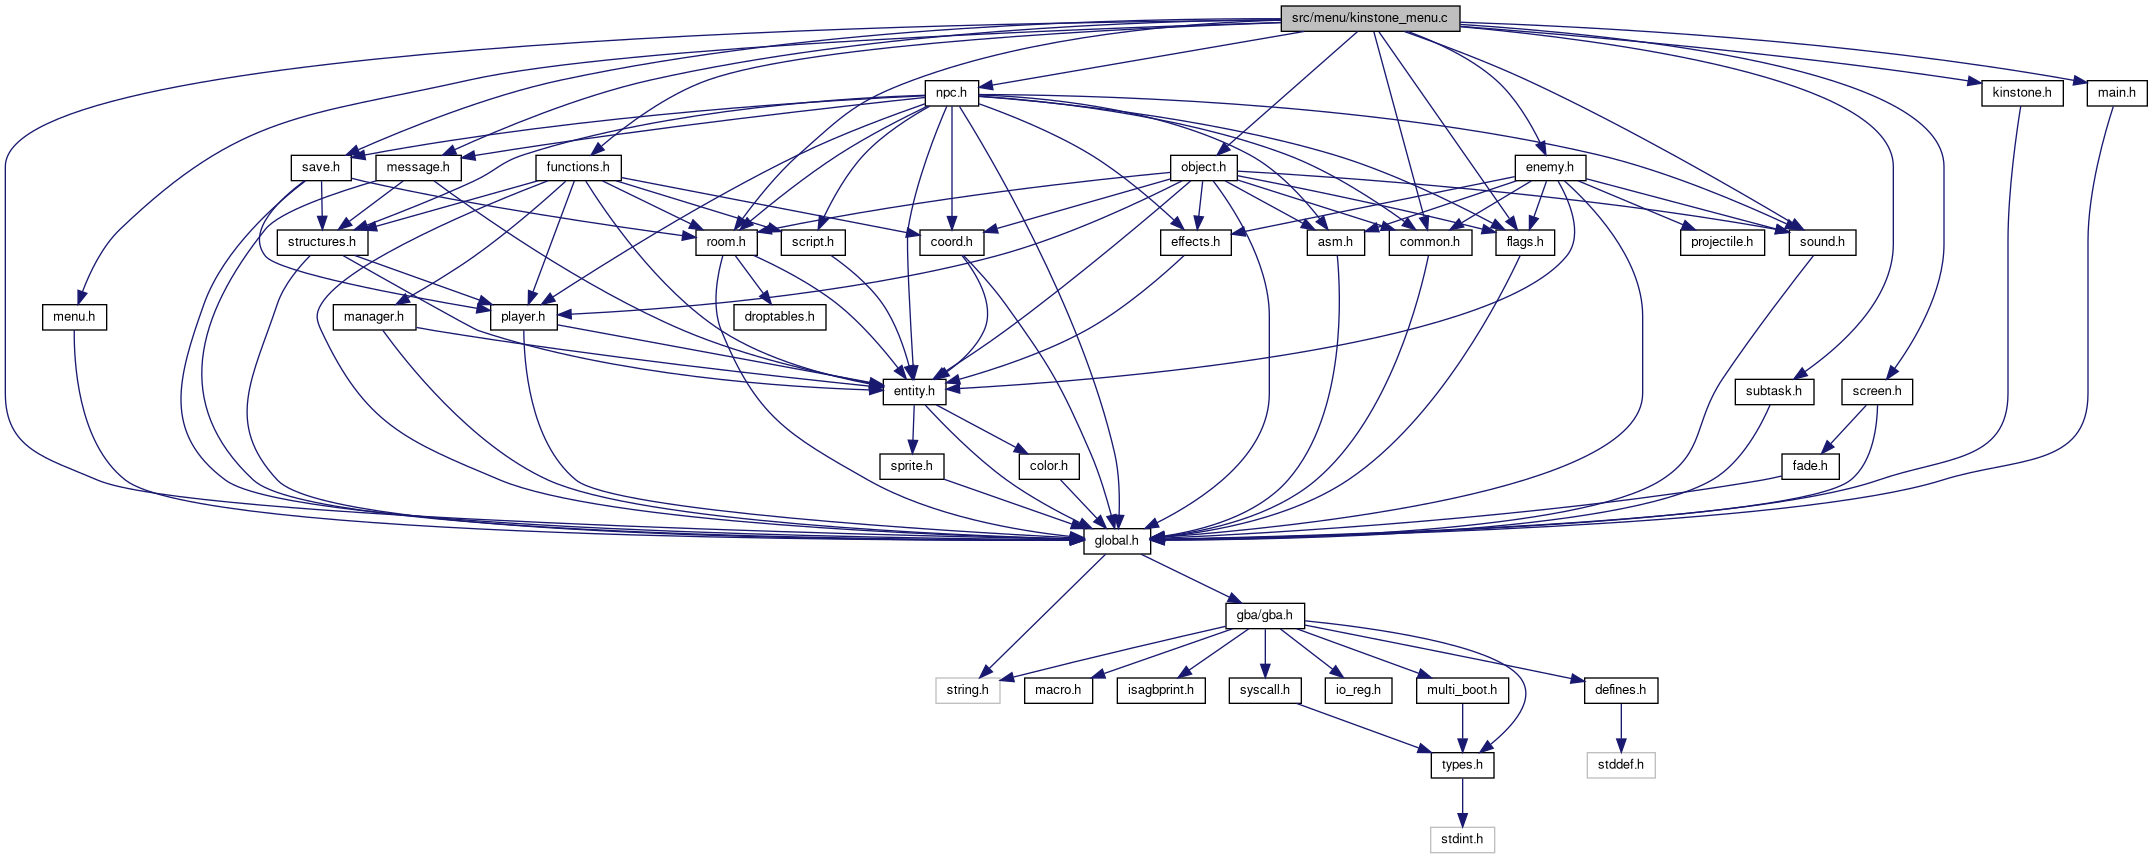 src/menu/kinstone_menu.c
npc.h
kinstone.h
main.h
save.h
message.h
functions.h
object.h
enemy.h
structures.h
room.h
script.h
coord.h
effects.h
asm.h
common.h
flags.h
projectile.h
sound.h
menu.h
manager.h
player.h
droptables.h
entity.h
subtask.h
screen.h
sprite.h
color.h
fade.h
global.h
gba/gba.h
string.h
macro.h
isagbprint.h
syscall.h
io_reg.h
multi_boot.h
defines.h
types.h
stddef.h
stdint.h